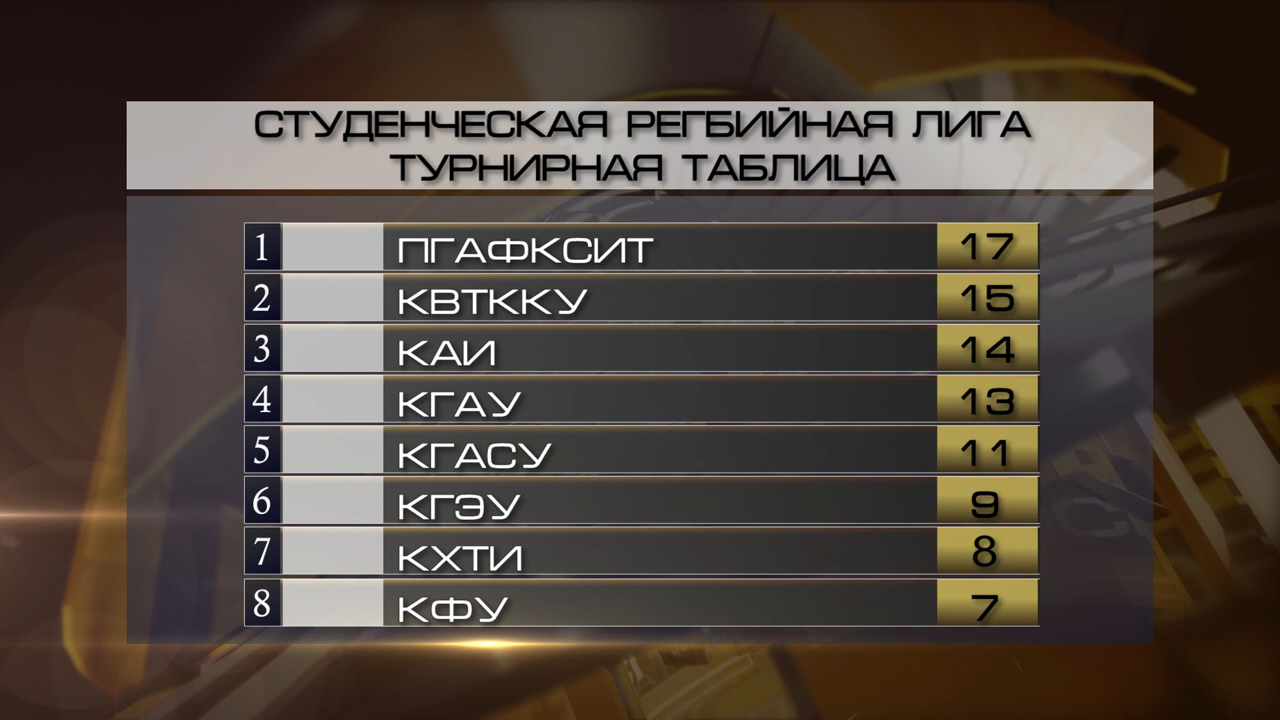 СТУДЕНЧЕСКАЯ РЕГБИЙНАЯ ЛИГА
ТУРНИРНАЯ ТАБЛИЦА
1 ПГАФКСИТ 17
2 КВТККУ 15
3 КАИ 14
4 КГАУ 13
5 КГАСУ 11
6 КГЭУ 9
7 КХТИ 8
8 КФУ 7